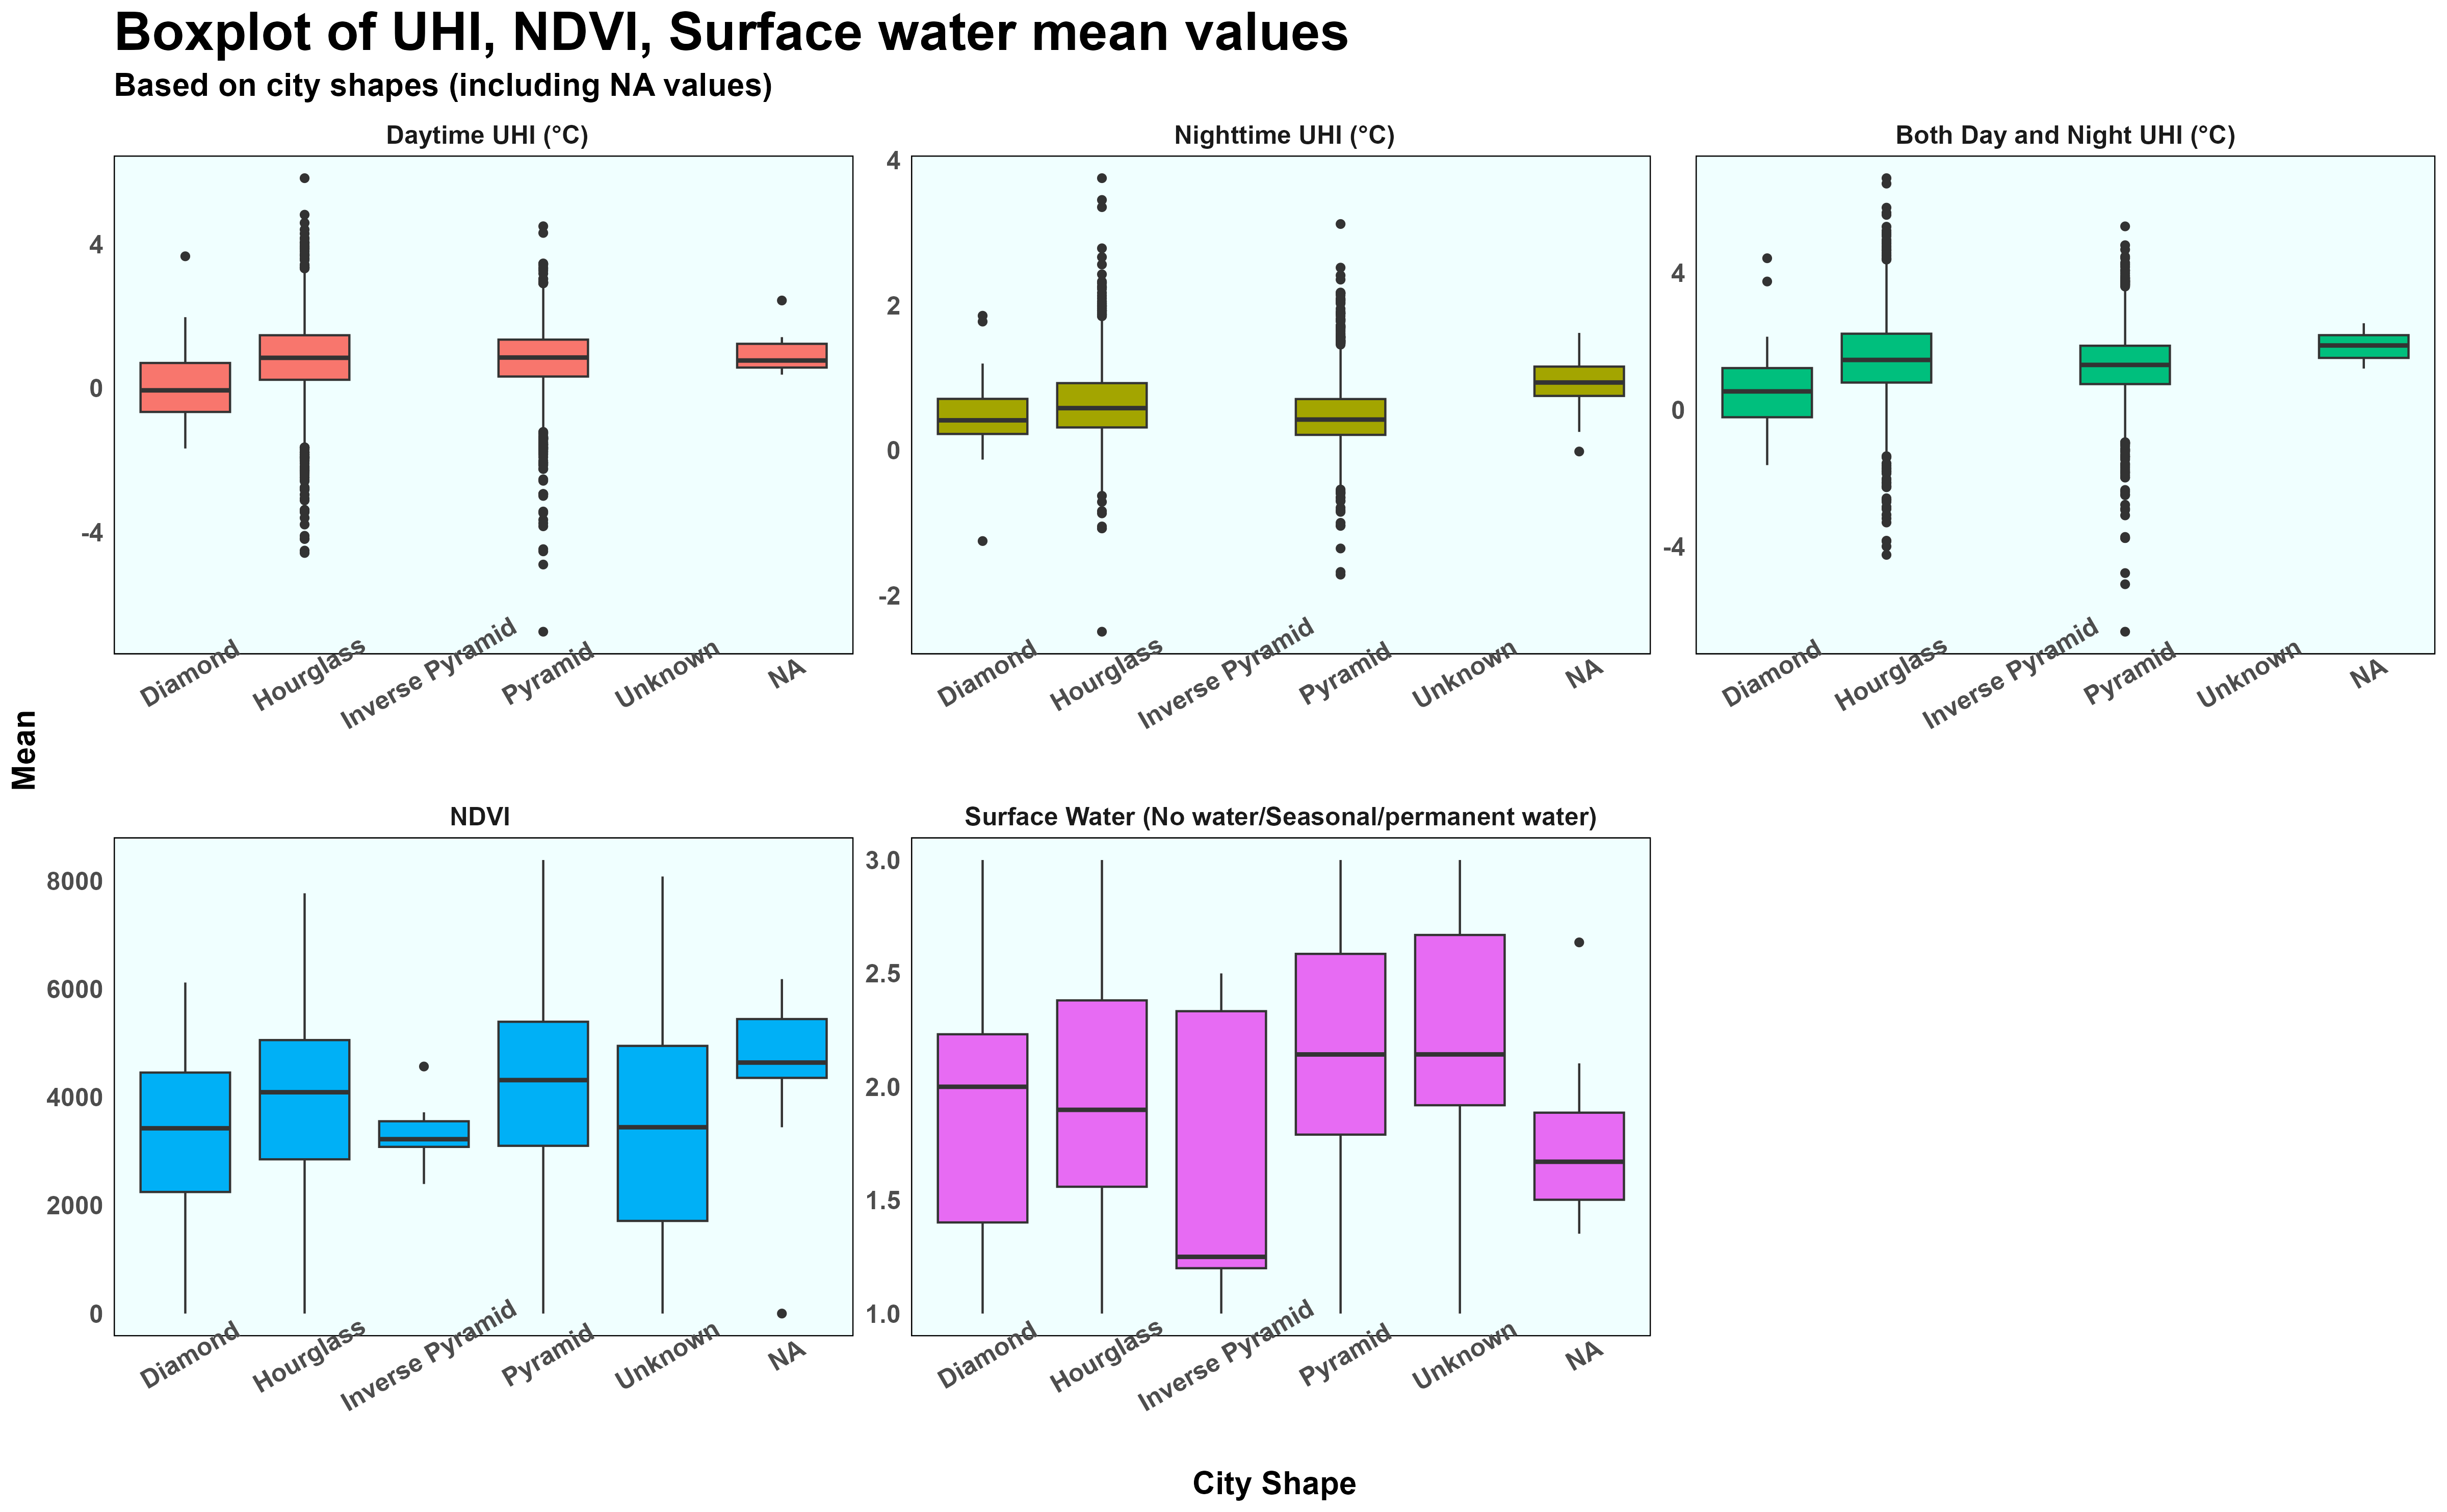 Boxplot of UHI, NDVI, Surface water mean values
Based on city shapes (including NA values)
Daytime UHI (°C)
4
0
-4
Diamond
Hourglass
Inverse Pyramid
Pyramid
Unknown
NA
Nighttime UHI (°C)
4
2
0
-2
Diamond
Hourglass
Inverse Pyramid
Pyramid
Unknown
NA
Both Day and Night UHI (°C)
4
0
-4
Diamond
Hourglass
Inverse Pyramid
Pyramid
Unknown
NA
Mean
NDVI
8000
6000
4000
2000
0
Diamond
Hourglass
Inverse Pyramid
Pyramid
Unknown
NA
Surface Water (No water/Seasonal/permanent water)
3.0
2.5
2.0
1.5
1.0
Diamond
Hourglass
Inverse Pyramid
Pyramid
Unknown
NA
City Shape